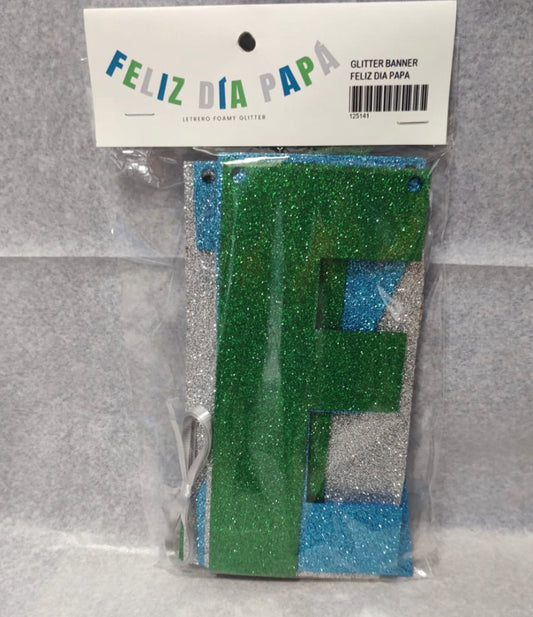 FELIZ DÍA PAPÁ
LETRERO FOAMY GLITTER
GLITTER BANNER
FELIZ DIA PAPA
125141
F